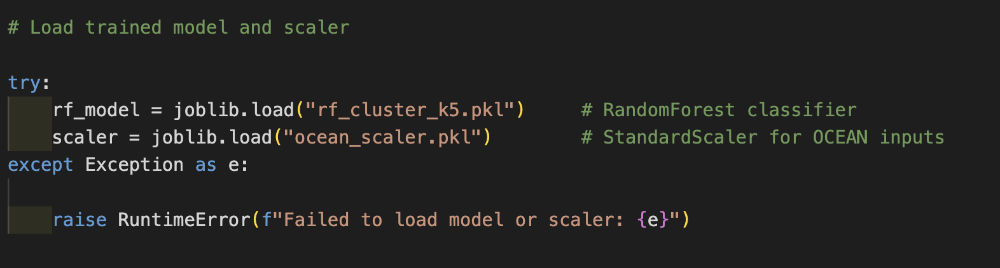 # Load trained model and scaler
try:
    rf_model = joblib.load("rf_cluster_k5.pkl")     # RandomForest classifier
    scaler = joblib.load("ocean_scaler.pkl")        # StandardScaler for OCEAN inputs
except Exception as e:
    raise RuntimeError(f"Failed to load model or scaler: {e}")